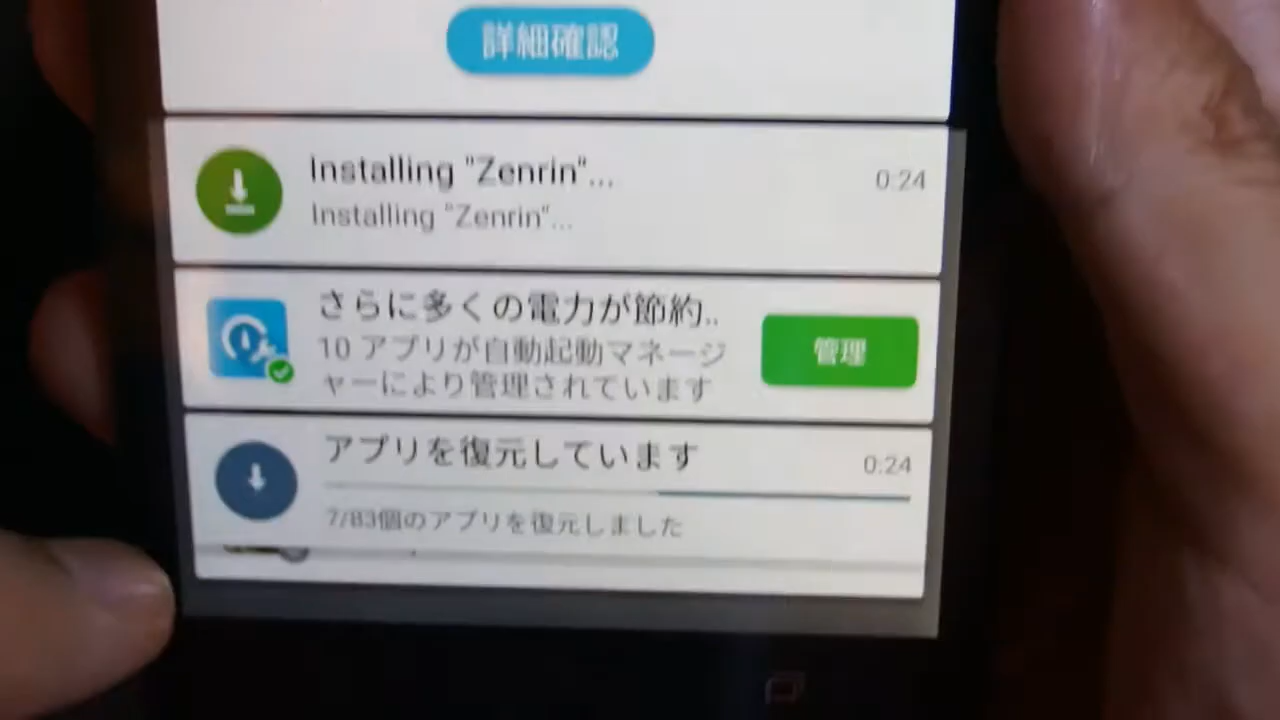 詳細確認
Installing "Zenrin"...
0:24
Installing "Zenrin"...
さらに多くの電力が節約..
10 アプリが自動起動マネージ
ャーにより管理されています
管理
アプリを復元しています
0:24
7/83個のアプリを復元しました